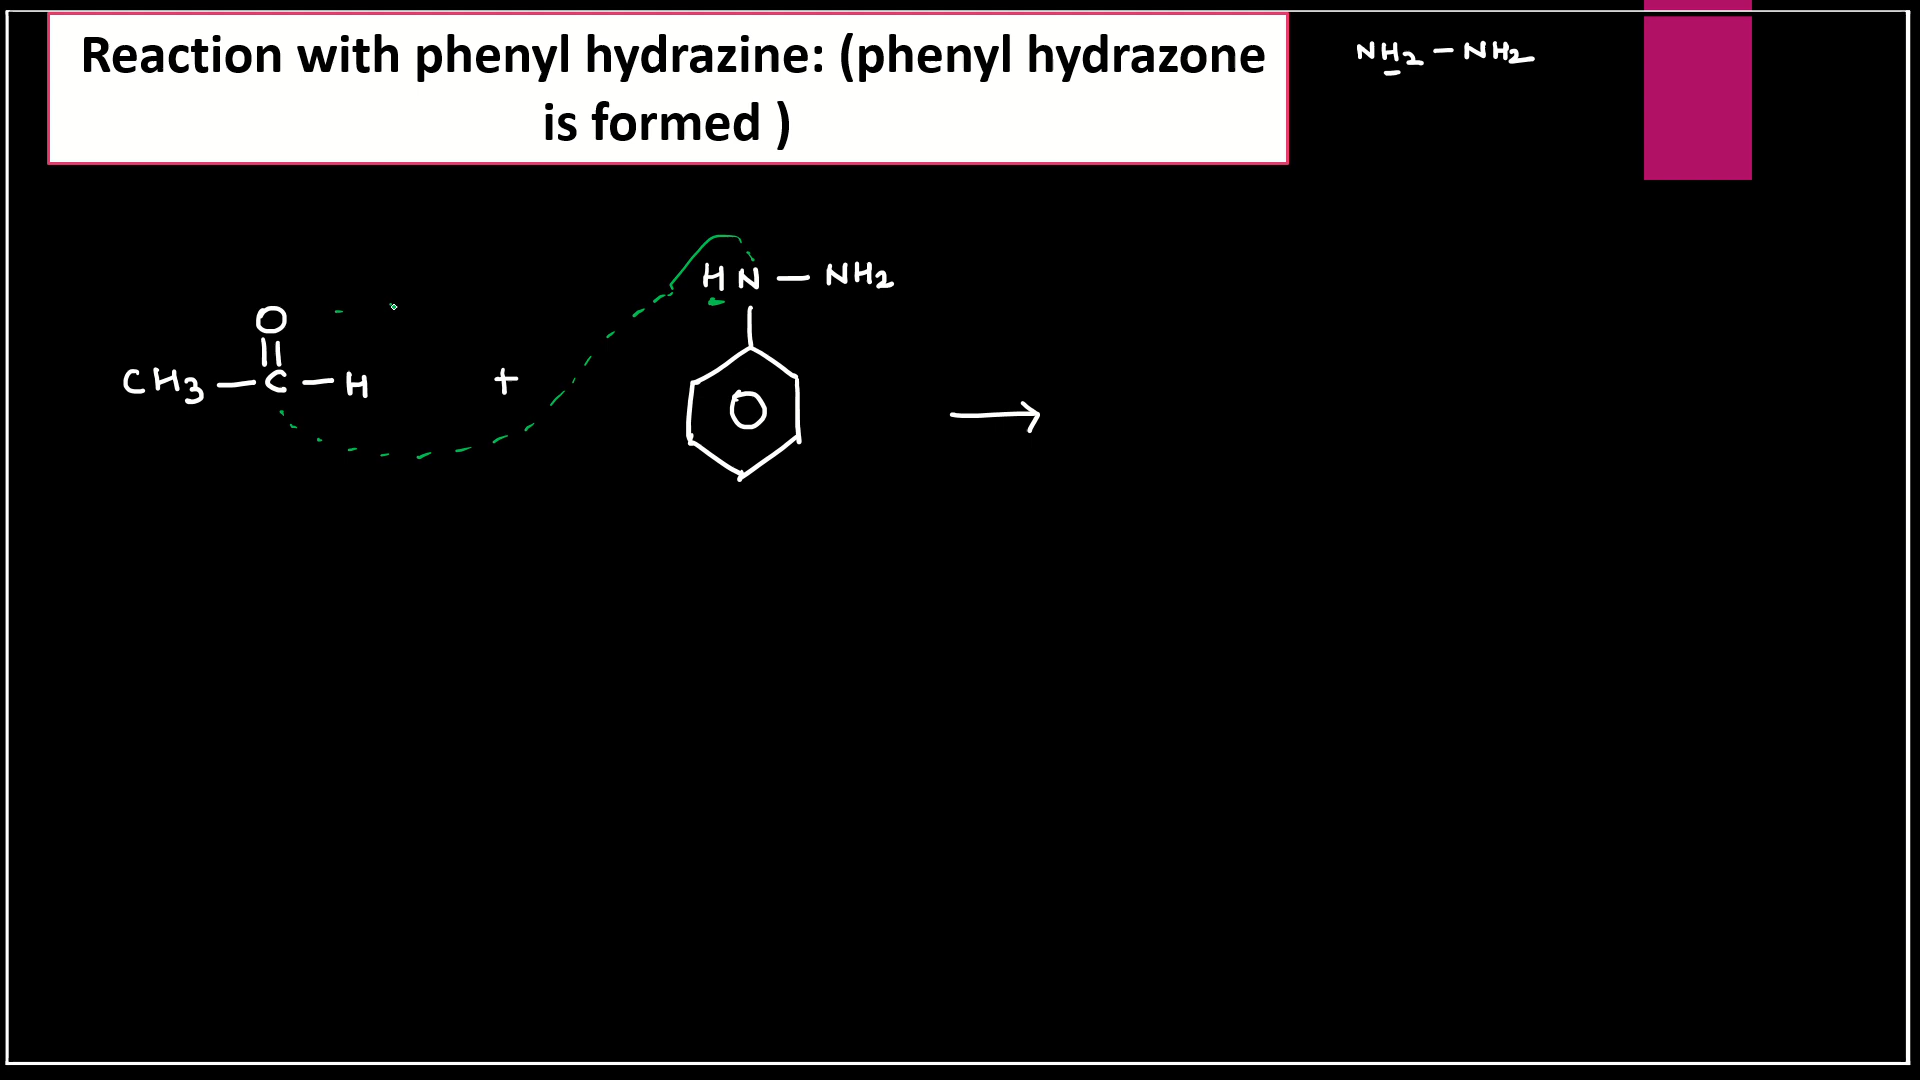 Reaction with phenyl hydrazine: (phenyl hydrazone
is formed )
NH2 - NH2
HN - NH2
O
CH3 - C - H
+